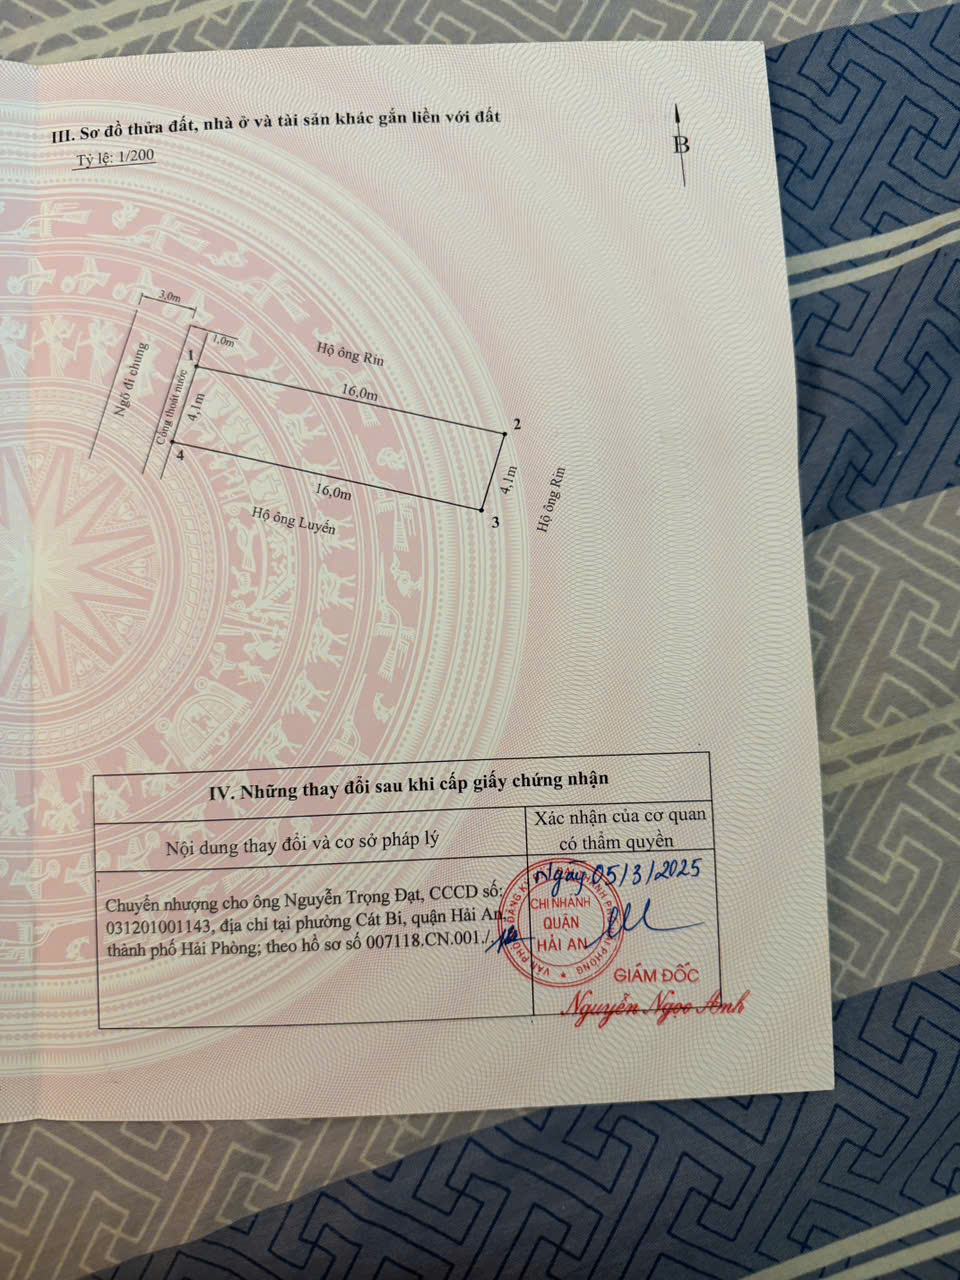 III. Sơ đồ thửa đất, nhà ở và tài sản khác gắn liền với đất
Tỷ lệ: 1/200
B
3,0m
1,0m
Hộ ông Rin
1
16,0m
Ngõ đi chung
Cống thoát nước
4,1m
2
4
4,1m
16,0m
Hộ ông Rin
3
Hộ ông Luyến
IV. Những thay đổi sau khi cấp giấy chứng nhận
Nội dung thay đổi và cơ sở pháp lý
Xác nhận của cơ quan
có thẩm quyền
Chuyển nhượng cho ông Nguyễn Trọng Đạt, CCCD số:
031201001143, địa chỉ tại phường Cát Bi, quận Hải An,
thành phố Hải Phòng; theo hồ sơ số 007118.CN.001./
Ngày 05/3/2025
CHI NHÁNH
QUẬN
HẢI AN
GIÁM ĐỐC
Nguyễn Ngọc Anh